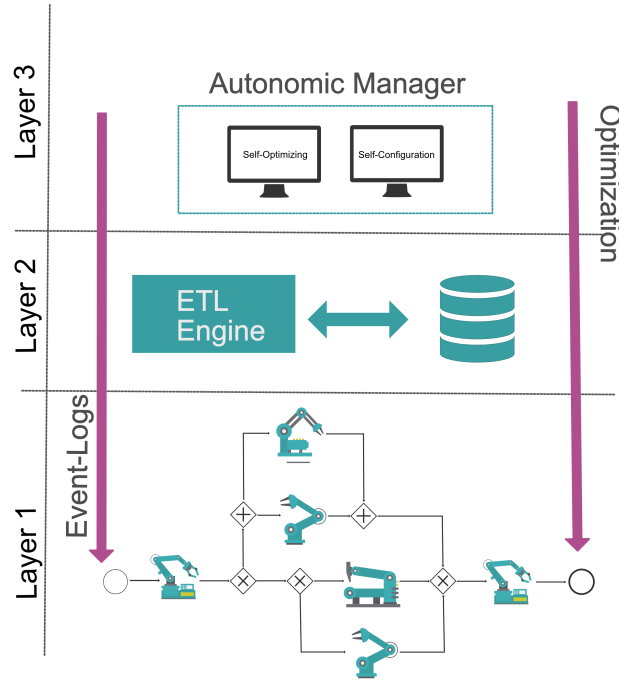 Layer 3
Autonomic Manager
Self-Optimizing
Self-Configuration
Optimization
Layer 2
ETL
Engine
Event-Logs
Layer 1